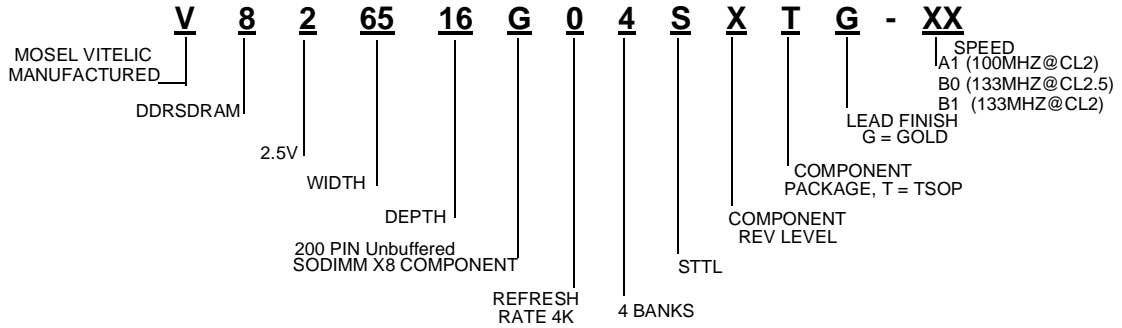 V 8 2 65 16 G 0 4 S X T G - XX
MOSEL VITELIC
MANUFACTURED
SPEED
A1 (100MHZ@CL2)
B0 (133MHZ@CL2.5)
B1 (133MHZ@CL2)
DDRSDRAM
LEAD FINISH
G = GOLD
2.5V
COMPONENT
PACKAGE, T = TSOP
WIDTH
DEPTH
COMPONENT
REV LEVEL
200 PIN Unbuffered
SODIMM X8 COMPONENT
STTL
REFRESH
RATE 4K
4 BANKS